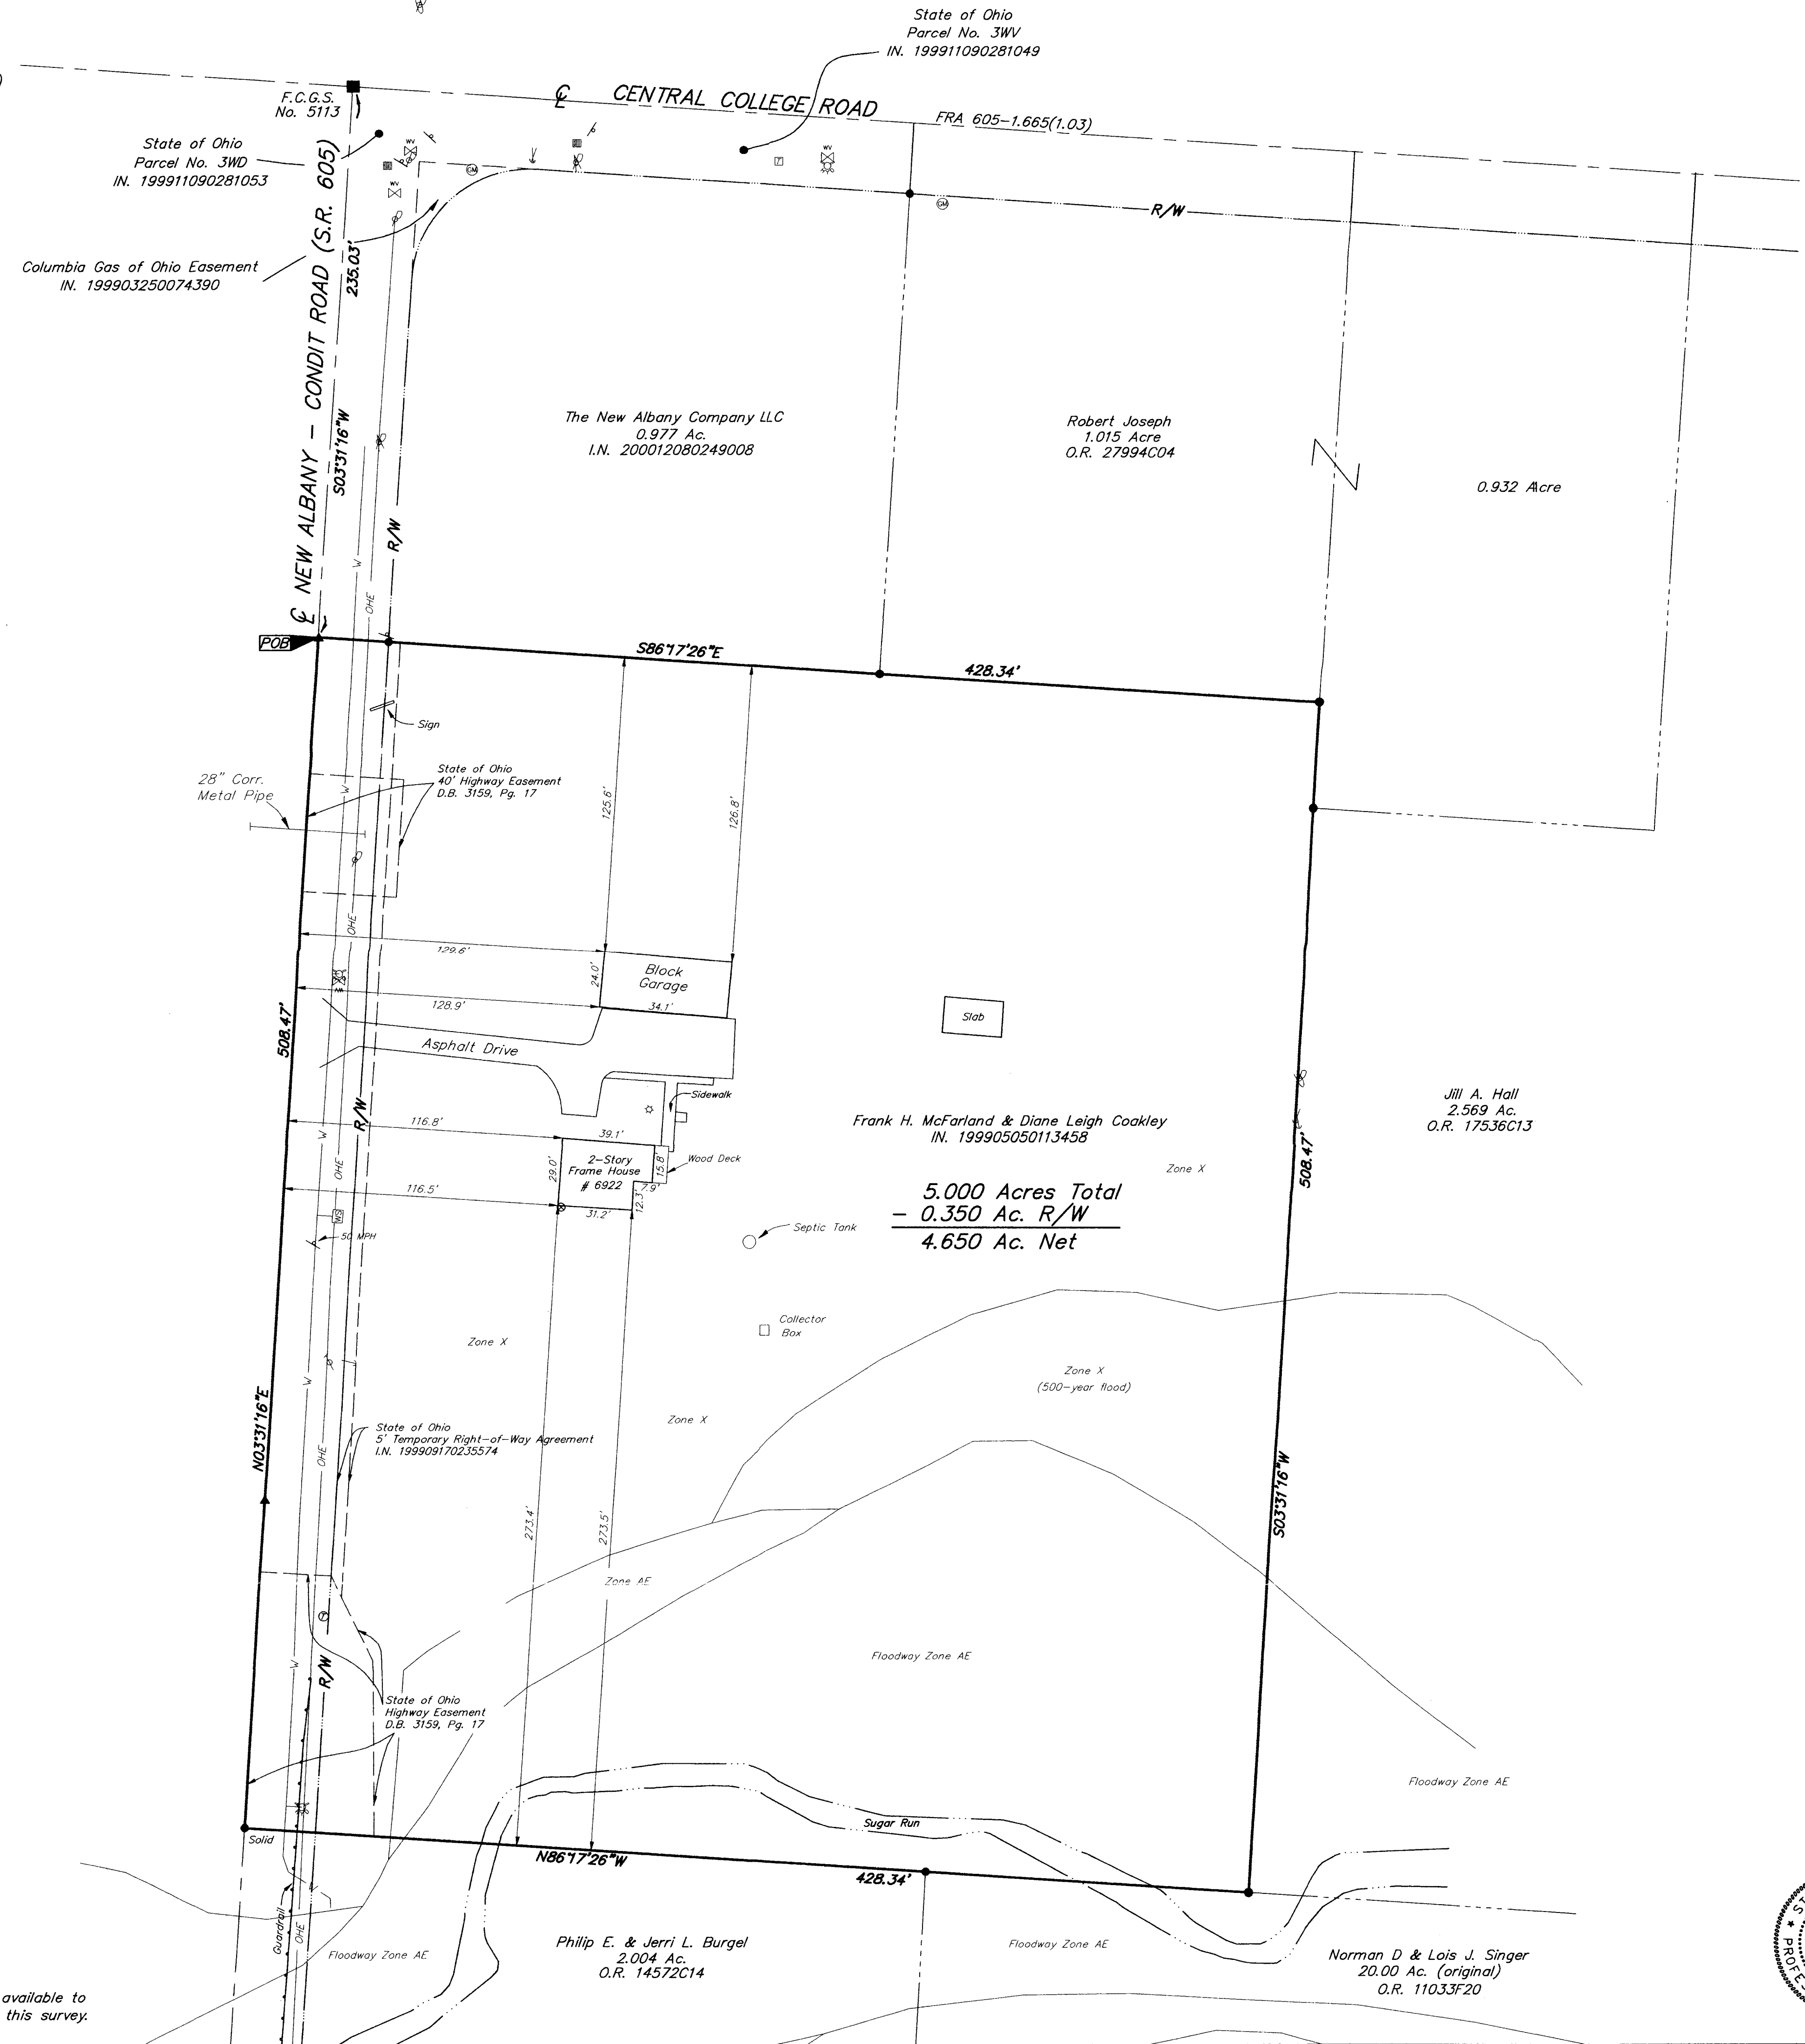 State of Ohio
Parcel No. 3WV
IN. 199911090281049
℄ CENTRAL COLLEGE ROAD
FRA 605-1.665(1.03)
F.C.G.S.
No. 5113
State of Ohio
Parcel No. 3WD
IN. 199911090281053
WV
WV
WV
GM
GM
T
R/W
Columbia Gas of Ohio Easement
IN. 199903250074390
℄ NEW ALBANY - CONDIT ROAD (S.R. 605)
235.03'
S03°31'16"W
R/W
The New Albany Company LLC
0.977 Ac.
I.N. 200012080249008
Robert Joseph
1.015 Acre
O.R. 27994C04
0.932 Acre
W
OHE
POB
S86°17'26"E
428.34'
Sign
State of Ohio
40' Highway Easement
D.B. 3159, Pg. 17
28" Corr.
Metal Pipe
W
125.6'
126.8'
OHE
129.6'
Block
Garage
24.0'
34.1'
128.9'
Slab
508.47'
Asphalt Drive
Sidewalk
R/W
W
OHE
116.8'
39.1'
2-Story
Frame House
# 6922
29.0'
15.8'
Wood Deck
7.9'
12.3'
31.2'
116.5'
Frank H. McFarland & Diane Leigh Coakley
IN. 199905050113458
Jill A. Hall
2.569 Ac.
O.R. 17536C13
Zone X
508.47'
5.000 Acres Total
- 0.350 Ac. R/W
4.650 Ac. Net
50 MPH
Septic Tank
Collector
Box
Zone X
Zone X
(500-year flood)
Zone X
W
N03°31'16"E
OHE
State of Ohio
5' Temporary Right-of-Way Agreement
I.N. 199909170235574
S03°31'16"W
273.4'
273.5'
Zone AE
Floodway Zone AE
W
R/W
State of Ohio
Highway Easement
D.B. 3159, Pg. 17
Floodway Zone AE
Sugar Run
Solid
N86°17'26"W
428.34'
Guardrail
OHE
Floodway Zone AE
Philip E. & Jerri L. Burgel
2.004 Ac.
O.R. 14572C14
Floodway Zone AE
Norman D & Lois J. Singer
20.00 Ac. (original)
O.R. 11033F20
available to
this survey.